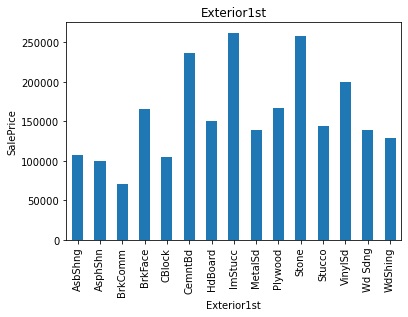 Exterior1st
250000
200000
150000
100000
50000
0
SalePrice
AsbShng
AsphShn
BrkComm
BrkFace
CBlock
CemntBd
HdBoard
ImStucc
MetalSd
Plywood
Stone
Stucco
VinylSd
Wd Sdng
WdShing
Exterior1st